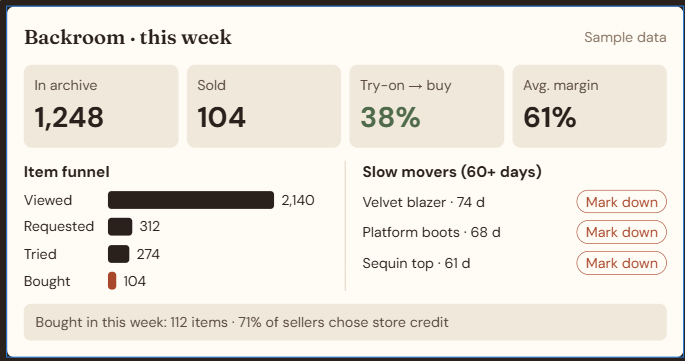 Backroom · this week
Sample data
In archive
1,248
Sold
104
Try-on → buy
38%
Avg. margin
61%
Item funnel
Viewed 2,140
Requested 312
Tried 274
Bought 104
Slow movers (60+ days)
Velvet blazer · 74 d Mark down
Platform boots · 68 d Mark down
Sequin top · 61 d Mark down
Bought in this week: 112 items · 71% of sellers chose store credit